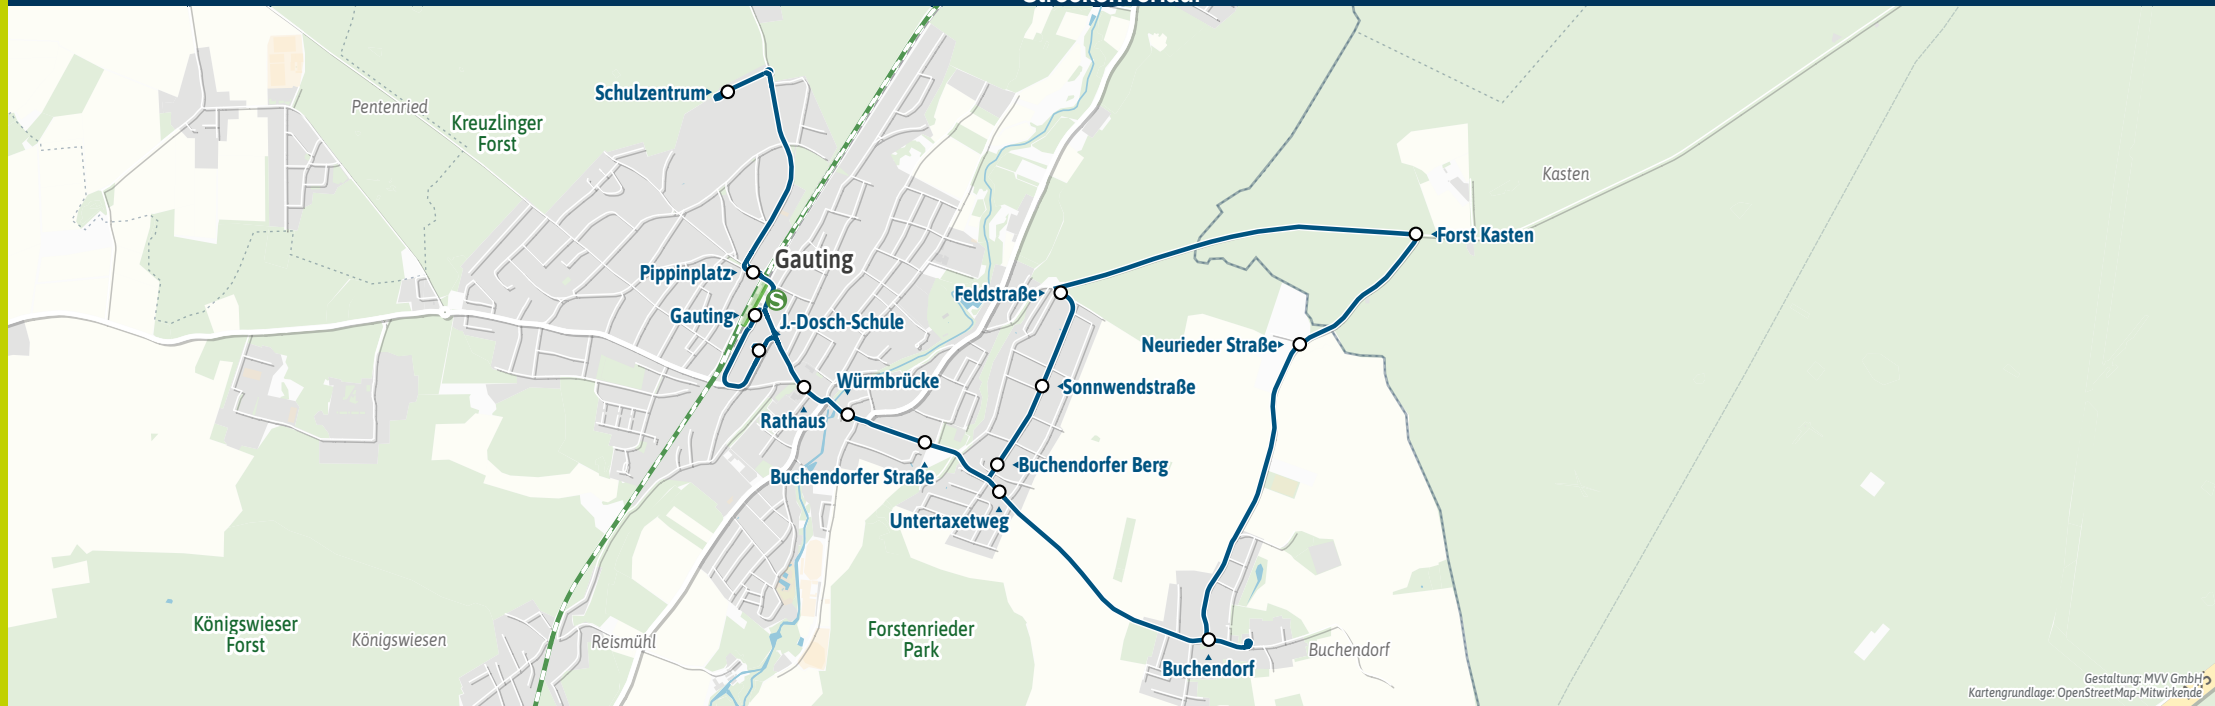 Schulzentrum
Pentenried
Kreuzlinger
Forst
Kasten
Forst Kasten
Gauting
Pippinplatz
S
Feldstraße
Gauting
J.-Dosch-Schule
Neurieder Straße
Würmbrücke
Sonnwendstraße
Rathaus
Buchendorfer Berg
Buchendorfer Straße
Untertaxetweg
Königswieser
Forst
Königswiesen
Reismühl
Forstenrieder
Park
Buchendorf
Buchendorf
Gestaltung: MVV GmbH
Kartengrundlage: OpenStreetMap-Mitwirkende